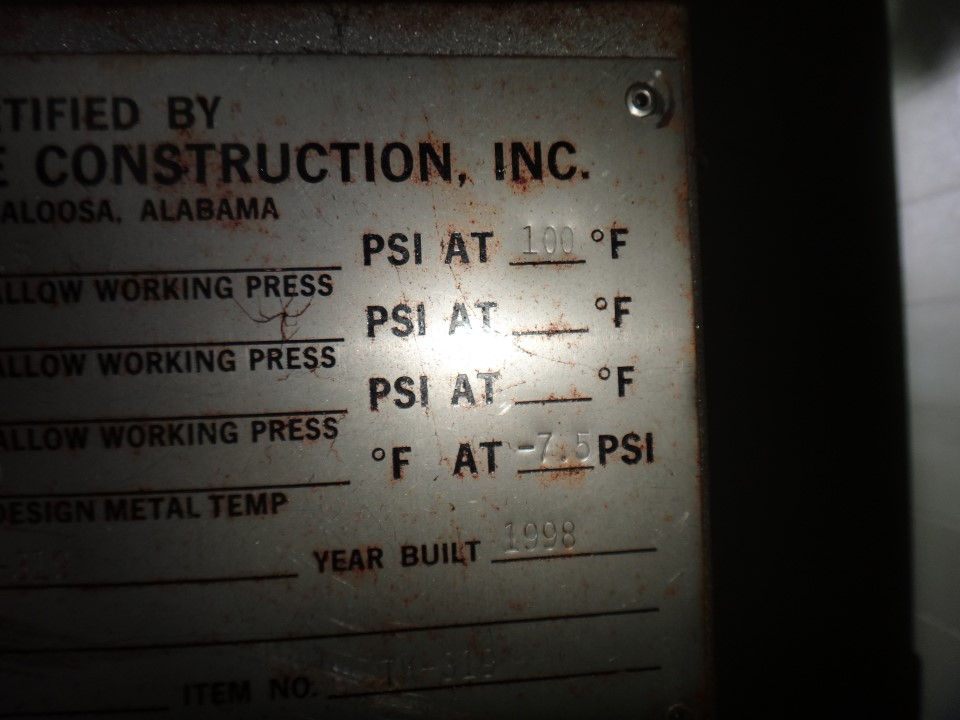 TIFIED BY
E CONSTRUCTION, INC.
ALOOSA, ALABAMA
PSI AT 100 °F
ALLOW WORKING PRESS
PSI AT °F
ALLOW WORKING PRESS
PSI AT °F
ALLOW WORKING PRESS
°F AT -7.5 PSI
DESIGN METAL TEMP
YEAR BUILT 1998
ITEM NO.